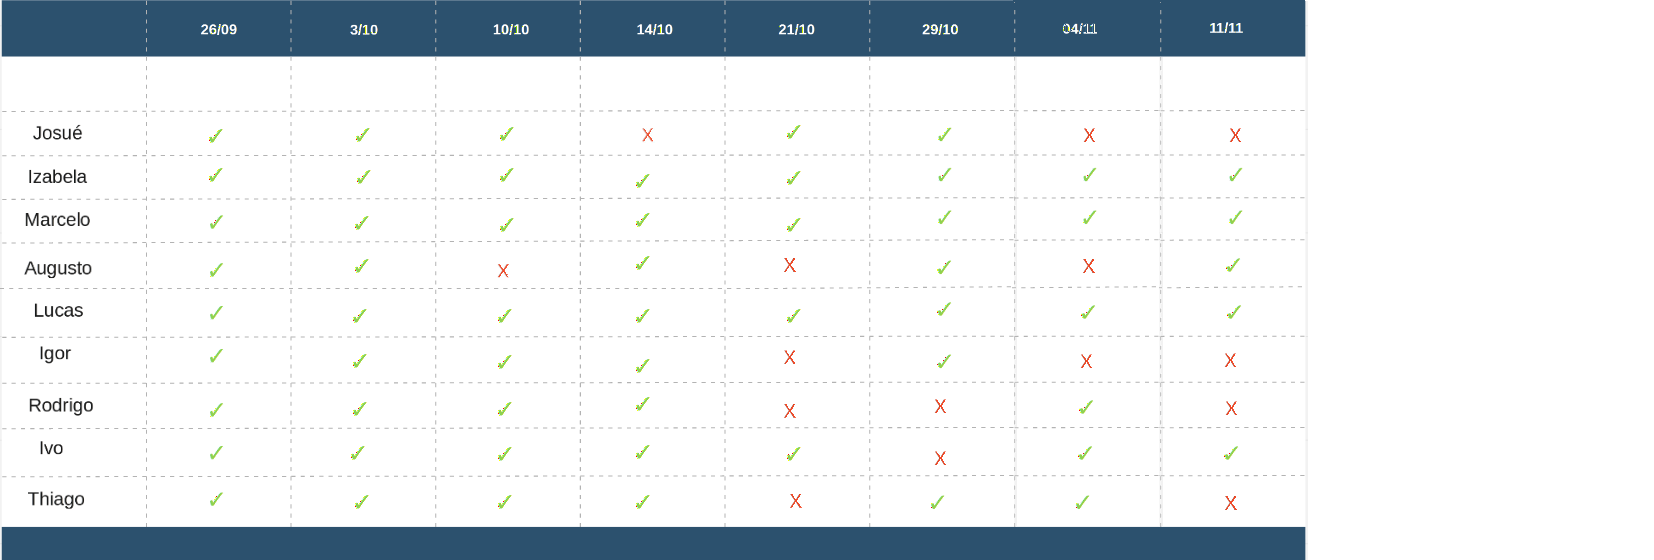 26/09 3/10 10/10 14/10 21/10 29/10 04/11 11/11
Josué ✓ ✓ ✓ X ✓ ✓ X X
Izabela ✓ ✓ ✓ ✓ ✓ ✓ ✓ ✓
Marcelo ✓ ✓ ✓ ✓ ✓ ✓ ✓ ✓
Augusto ✓ ✓ X ✓ X ✓ X ✓
Lucas ✓ ✓ ✓ ✓ ✓ ✓ ✓ ✓
Igor ✓ ✓ ✓ ✓ X ✓ X X
Rodrigo ✓ ✓ ✓ ✓ X X ✓ X
Ivo ✓ ✓ ✓ ✓ ✓ X ✓ ✓
Thiago ✓ ✓ ✓ ✓ X ✓ ✓ X